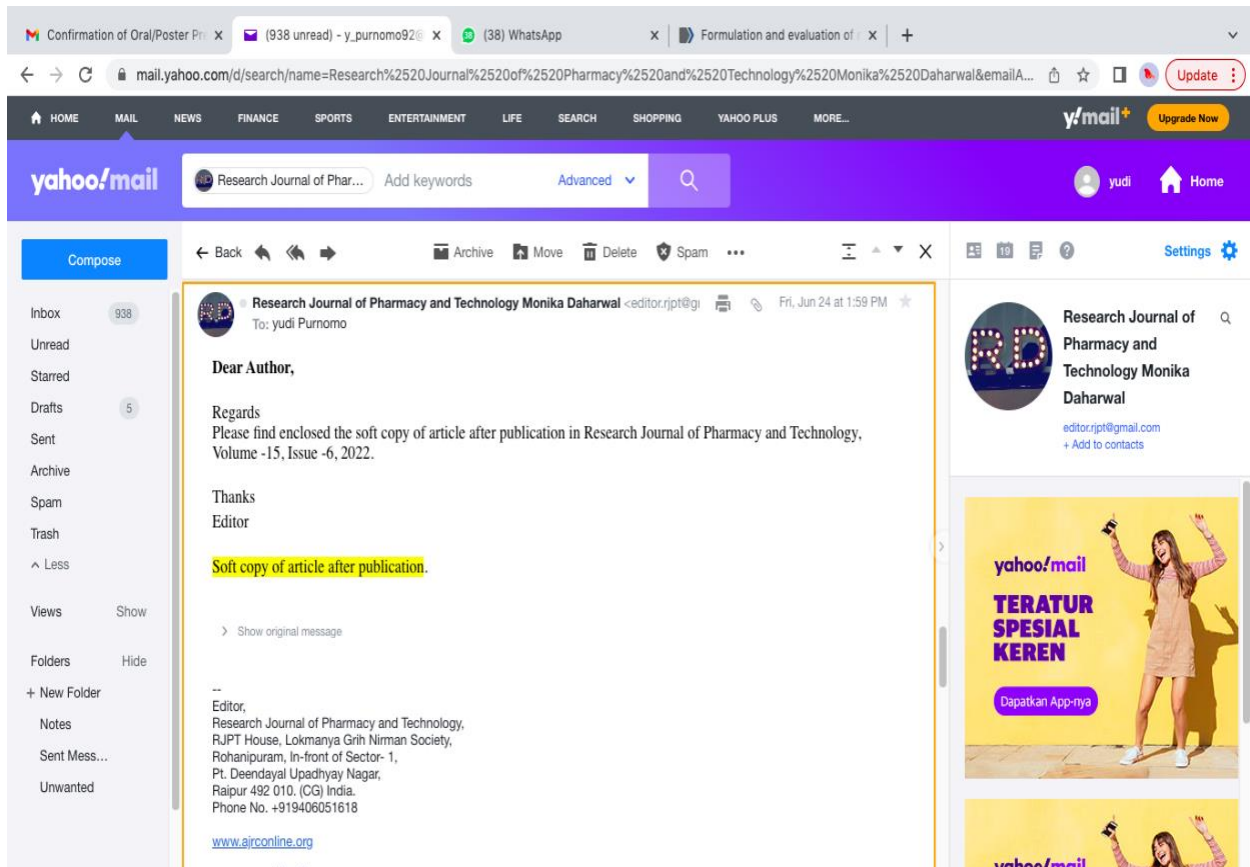 Confirmation of Oral/Poster Pr
(938 unread) - y_purnomo92@
(38) WhatsApp
Formulation and evaluation of
mail.yahoo.com/d/search/name=Research%2520Journal%2520of%2520Pharmacy%2520and%2520Technology%2520Monika%2520Daharwal&emailA...
Update
HOME MAIL NEWS FINANCE SPORTS ENTERTAINMENT LIFE SEARCH SHOPPING YAHOO PLUS MORE...
y!mail+ Upgrade Now
yahoo!mail
Research Journal of Phar... Add keywords Advanced
yudi Home
Compose
Back Archive Move Delete Spam ...
19 Settings
Inbox 938
Unread
Starred
Drafts 5
Sent
Archive
Spam
Trash
Less
Views Show
Folders Hide
+ New Folder
Notes
Sent Mess...
Unwanted
RD
Research Journal of Pharmacy and Technology Monika Daharwal <editor.rjpt@g Fri, Jun 24 at 1:59 PM
To: yudi Purnomo
Dear Author,
Regards
Please find enclosed the soft copy of article after publication in Research Journal of Pharmacy and Technology,
Volume -15, Issue -6, 2022.
Thanks
Editor
Soft copy of article after publication.
Show original message
--
Editor,
Research Journal of Pharmacy and Technology,
RJPT House, Lokmanya Grih Nirman Society,
Rohanipuram, In-front of Sector- 1,
Pt. Deendayal Upadhyay Nagar,
Raipur 492 010. (CG) India.
Phone No. +919406051618
www.ajrconline.org
RD
Research Journal of
Pharmacy and
Technology Monika
Daharwal
editor.rjpt@gmail.com
+ Add to contacts
yahoo!mail
TERATUR
SPESIAL
KEREN
Dapatkan App-nya
yahoo!mail